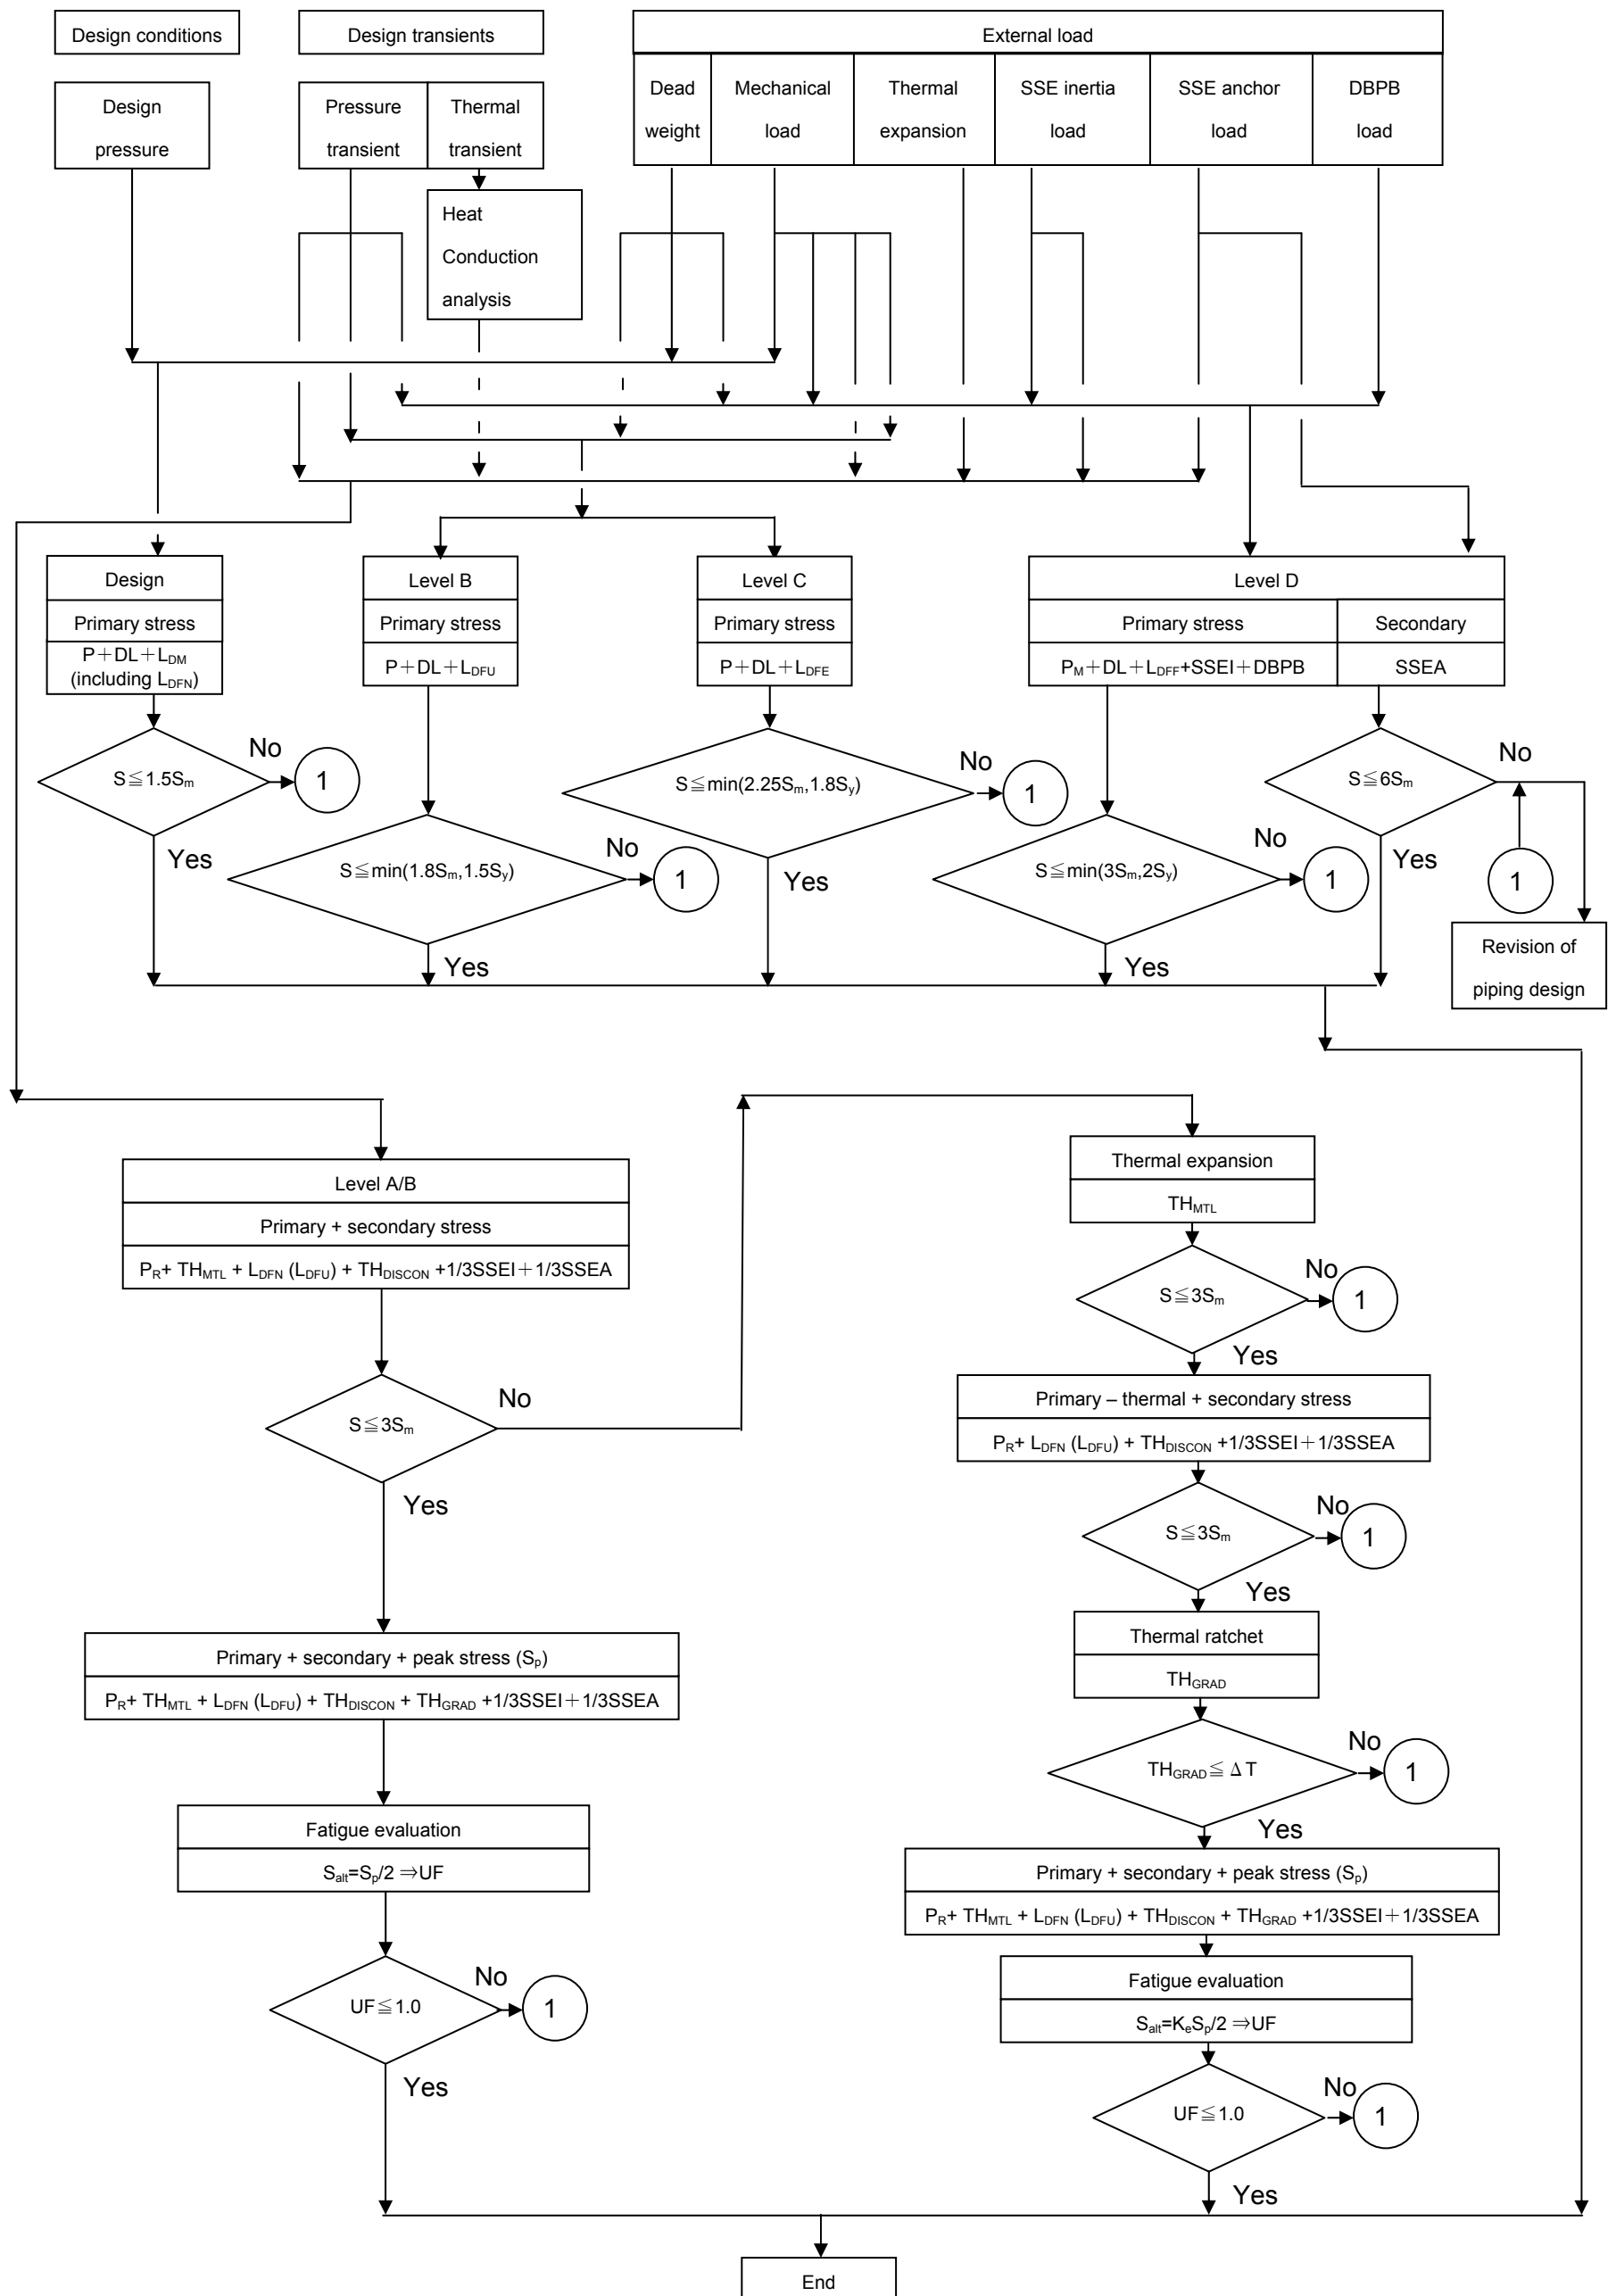 Design conditions
Design transients
External load
Design
pressure
Pressure
transient
Thermal
transient
Dead
weight
Mechanical
load
Thermal
expansion
SSE inertia
load
SSE anchor
load
DBPB
load
Heat
Conduction
analysis
Design
Primary stress
P+DL+L_DM
(including L_DFN)
Level B
Primary stress
P+DL+L_DFU
Level C
Primary stress
P+DL+L_DFE
Level D
Primary stress
Secondary
P_M+DL+L_DFF+SSEI+DBPB
SSEA
S≦1.5S_m
No
1
Yes
S≦min(1.8S_m,1.5S_y)
No
1
Yes
S≦min(2.25S_m,1.8S_y)
No
1
Yes
S≦min(3S_m,2S_y)
No
1
Yes
S≦6S_m
No
Yes
1
Revision of
piping design
Level A/B
Primary + secondary stress
P_R+ TH_MTL + L_DFN (L_DFU) + TH_DISCON +1/3SSEI+1/3SSEA
S≦3S_m
No
Yes
Primary + secondary + peak stress (S_p)
P_R+ TH_MTL + L_DFN (L_DFU) + TH_DISCON + TH_GRAD +1/3SSEI+1/3SSEA
Fatigue evaluation
S_alt=S_p/2 ⇒UF
UF≦1.0
No
1
Yes
Thermal expansion
TH_MTL
S≦3S_m
No
1
Yes
Primary – thermal + secondary stress
P_R+ L_DFN (L_DFU) + TH_DISCON +1/3SSEI+1/3SSEA
S≦3S_m
No
1
Yes
Thermal ratchet
TH_GRAD
TH_GRAD≦ Δ T
No
1
Yes
Primary + secondary + peak stress (S_p)
P_R+ TH_MTL + L_DFN (L_DFU) + TH_DISCON + TH_GRAD +1/3SSEI+1/3SSEA
Fatigue evaluation
S_alt=K_eS_p/2 ⇒UF
UF≦1.0
No
1
Yes
End